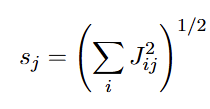 $s_j = \left( \sum_i J_{ij}^2 \right)^{1/2}$